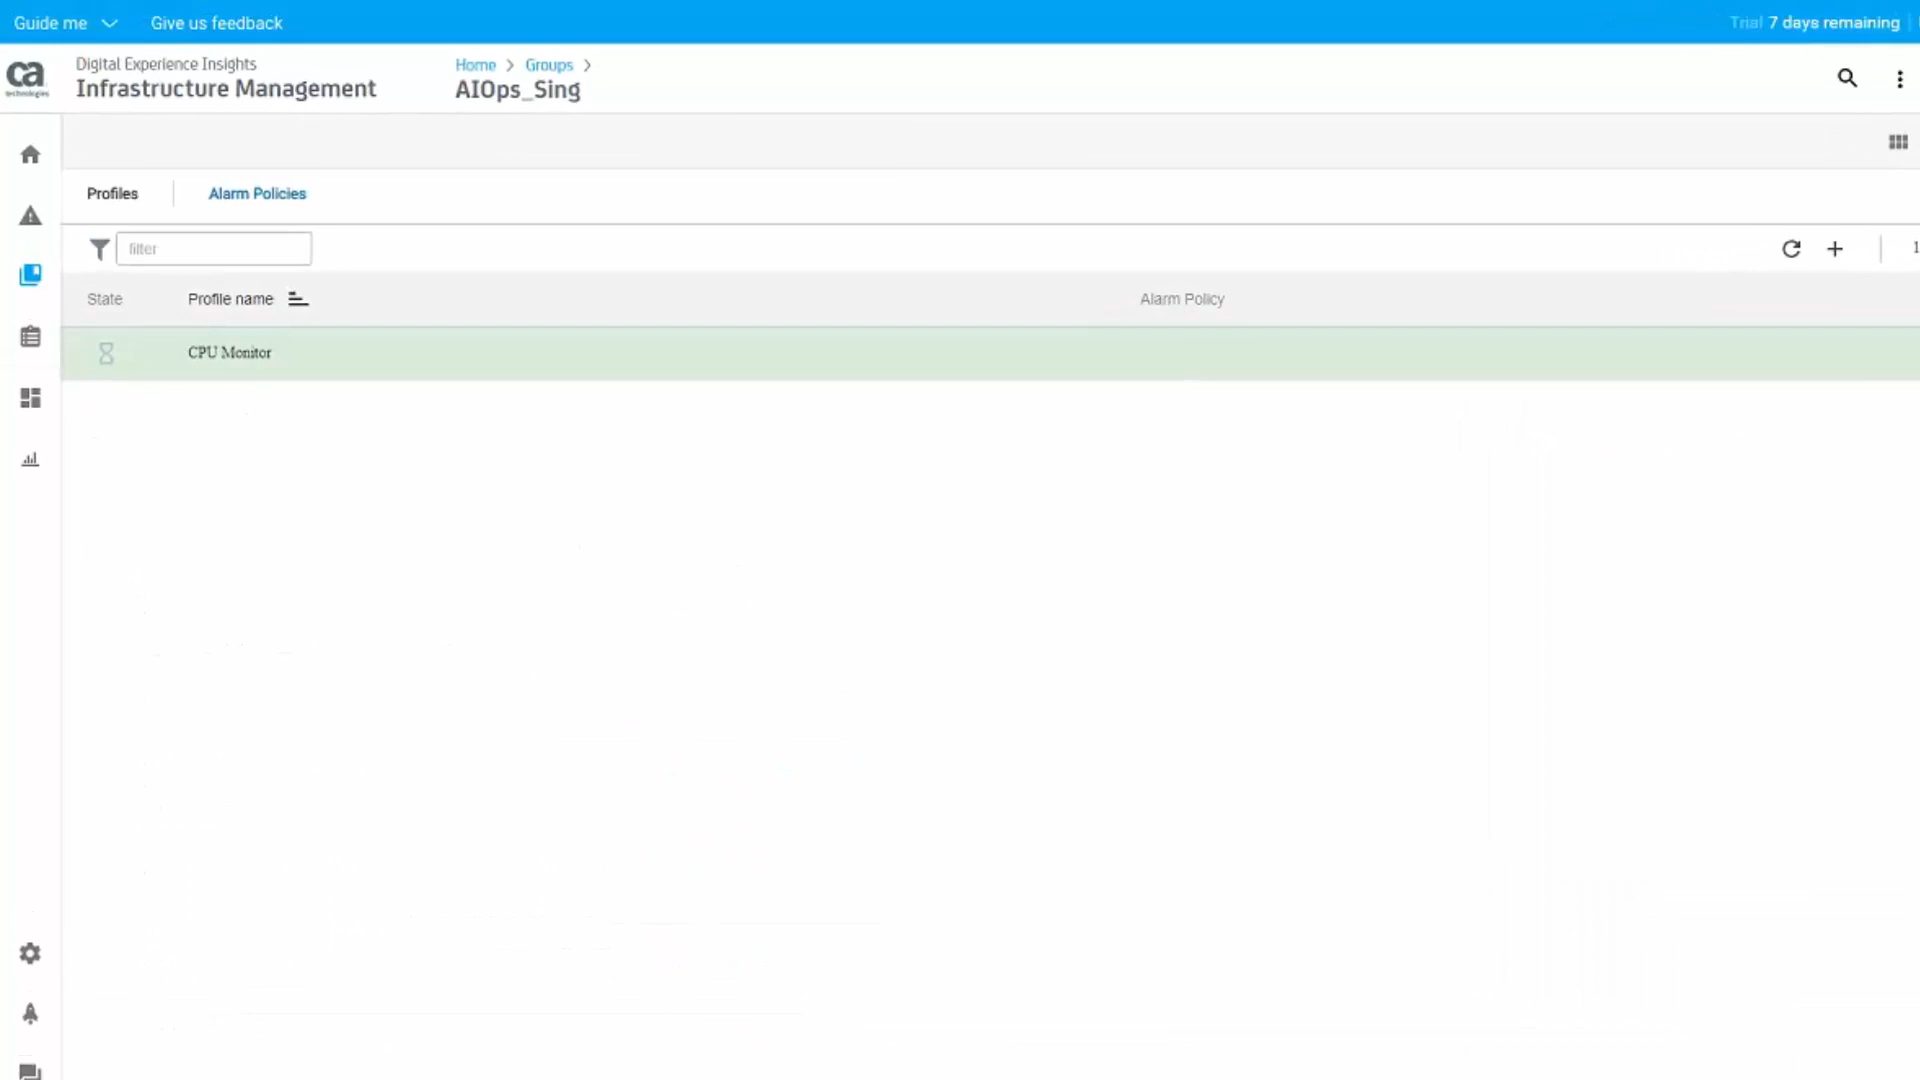 Guide me
Give us feedback
Trial 7 days remaining
ca
technologies
Digital Experience Insights
Infrastructure Management
Home > Groups >
AIOps_Sing
Profiles
Alarm Policies
filter
1
State
Profile name
Alarm Policy
CPU Monitor